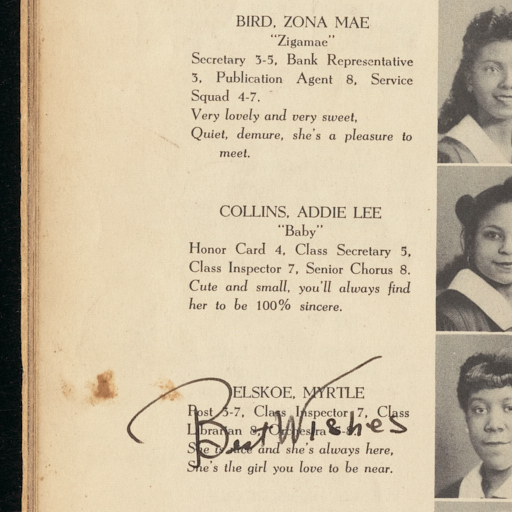 BIRD, ZONA MAE
"Zigamae"
Secretary 3-5, Bank Representative
3, Publication Agent 8, Service
Squad 4-7.
Very lovely and very sweet,
Quiet, demure, she's a pleasure to
meet.
COLLINS, ADDIE LEE
"Baby"
Honor Card 4, Class Secretary 5,
Class Inspector 7, Senior Chorus 8.
Cute and small, you'll always find
her to be 100% sincere.
ELSKOE, MYRTLE
Post 5-7, Class Inspector 7, Class
Librarian 8, Orchestra
Best Wishes
She is nice and she's always here,
She's the girl you love to be near.